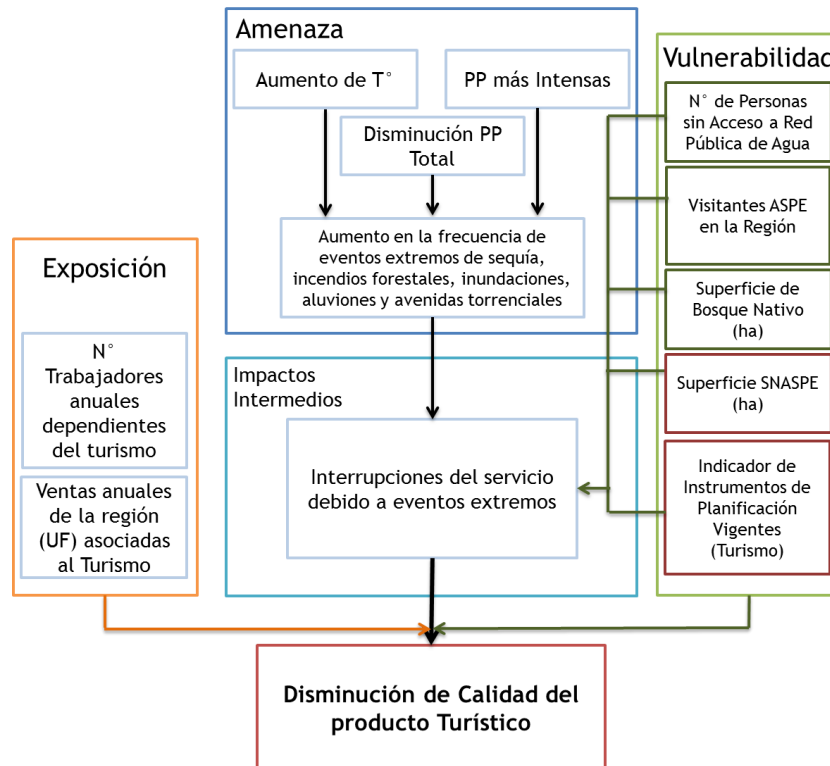 Amenaza
Aumento de T°
PP más Intensas
Disminución PP
Total
Aumento en la frecuencia de
eventos extremos de sequía,
incendios forestales, inundaciones,
aluviones y avenidas torrenciales
Vulnerabilidad
N° de Personas
sin Acceso a Red
Pública de Agua
Visitantes ASPE
en la Región
Superficie de
Bosque Nativo
(ha)
Superficie SNASPE
(ha)
Indicador de
Instrumentos de
Planificación
Vigentes
(Turismo)
Exposición
N°
Trabajadores
anuales
dependientes
del turismo
Ventas anuales
de la región
(UF) asociadas
al Turismo
Impactos
Intermedios
Interrupciones del servicio
debido a eventos extremos
Disminución de Calidad del
producto Turístico